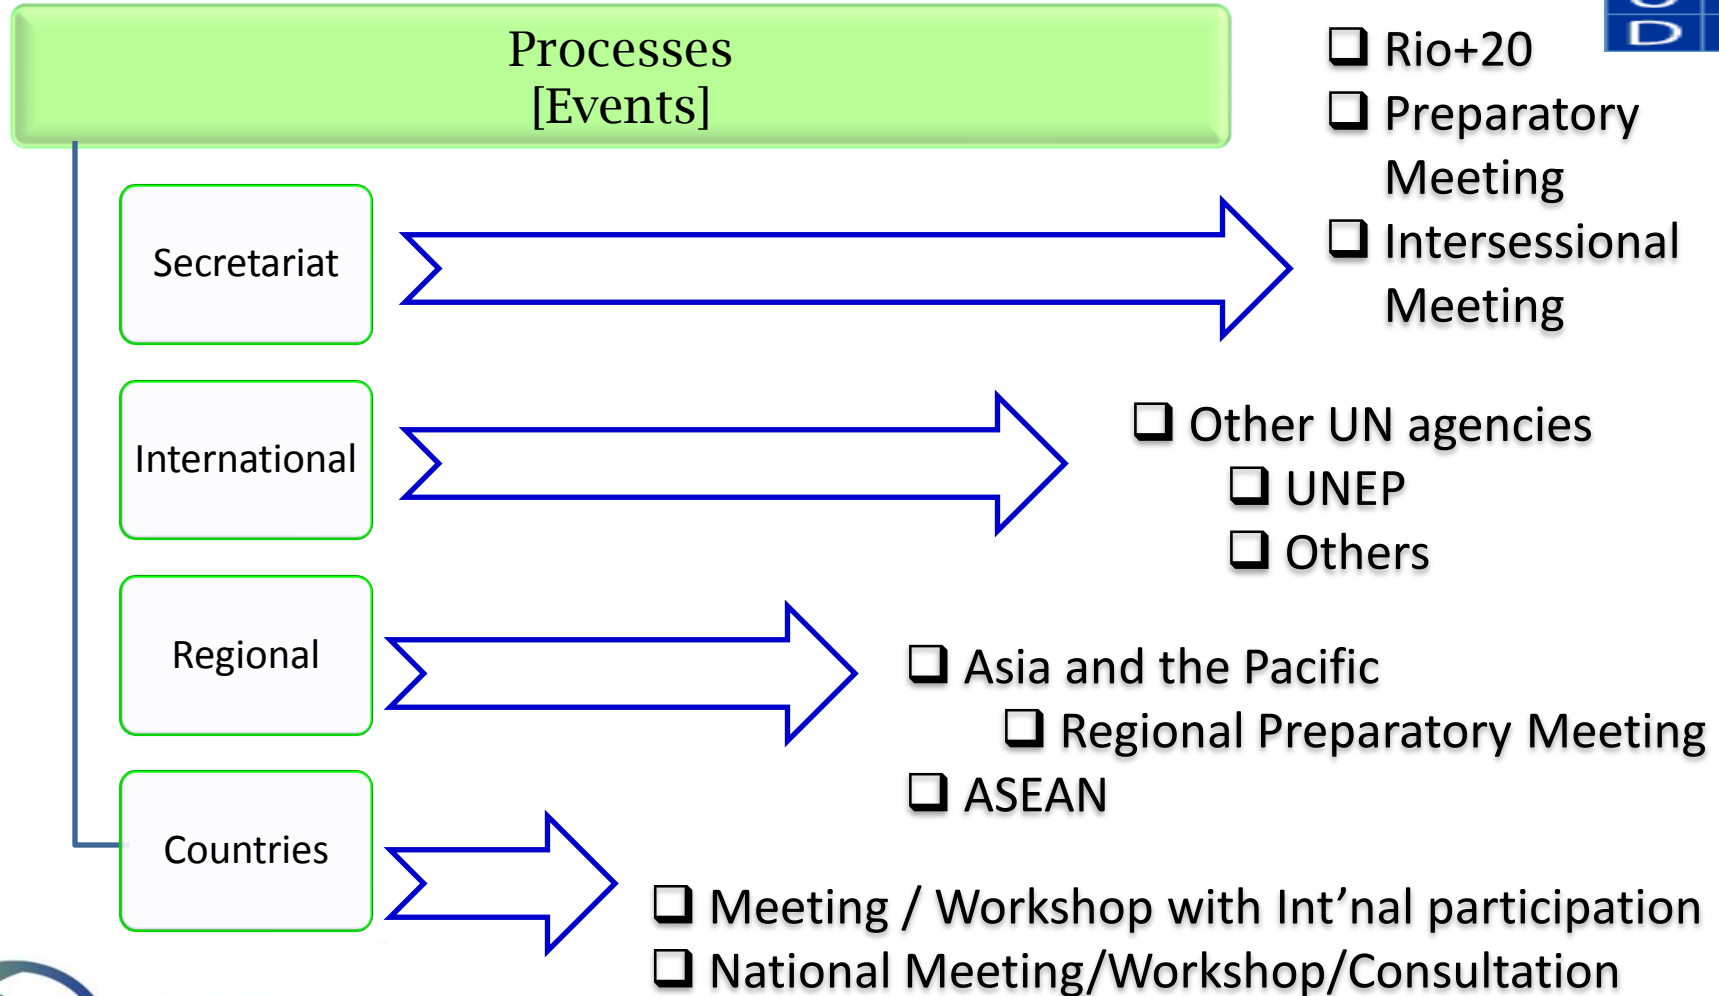 Processes
[Events]
D
Secretariat
Rio+20
Preparatory
Meeting
Intersessional
Meeting
International
Other UN agencies
UNEP
Others
Regional
Asia and the Pacific
Regional Preparatory Meeting
ASEAN
Countries
Meeting / Workshop with Int’nal participation
National Meeting/Workshop/Consultation